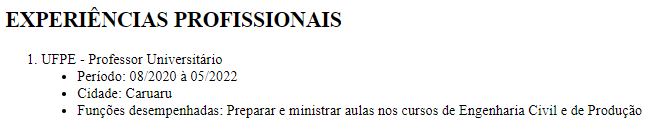 EXPERIÊNCIAS PROFISSIONAIS
1. UFPE - Professor Universitário
• Período: 08/2020 à 05/2022
• Cidade: Caruaru
• Funções desempenhadas: Preparar e ministrar aulas nos cursos de Engenharia Civil e de Produção